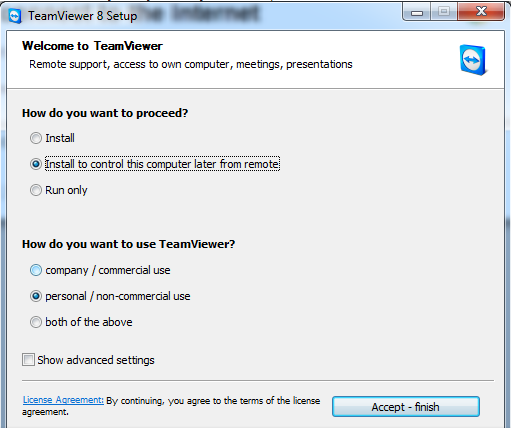 to the Internet
TeamViewer 8 Setup
Welcome to TeamViewer
Remote support, access to own computer, meetings, presentations
How do you want to proceed?
Install
Install to control this computer later from remote
Run only
How do you want to use TeamViewer?
company / commercial use
personal / non-commercial use
both of the above
Show advanced settings
License Agreement: By continuing, you agree to the terms of the license
agreement.
Accept - finish